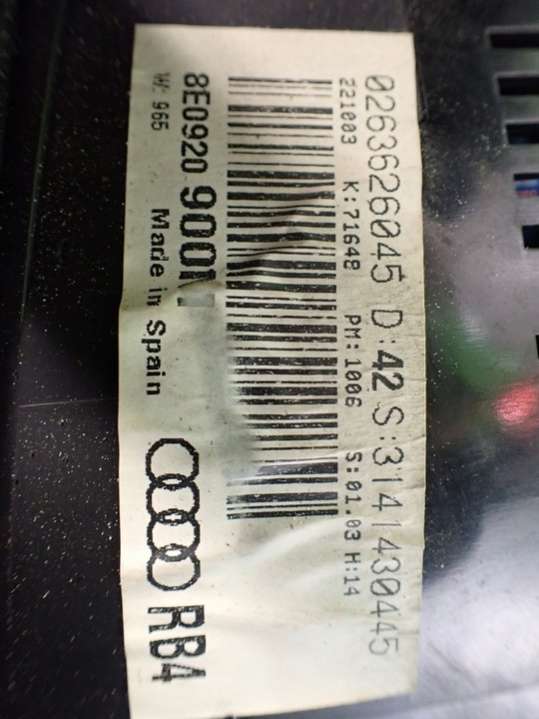 0263626045 D:42 S:3141430445
221003 K:71648 PM:1006 S:01.03 H:14
8E0920 900
W: 965 Made in Spain
RB4